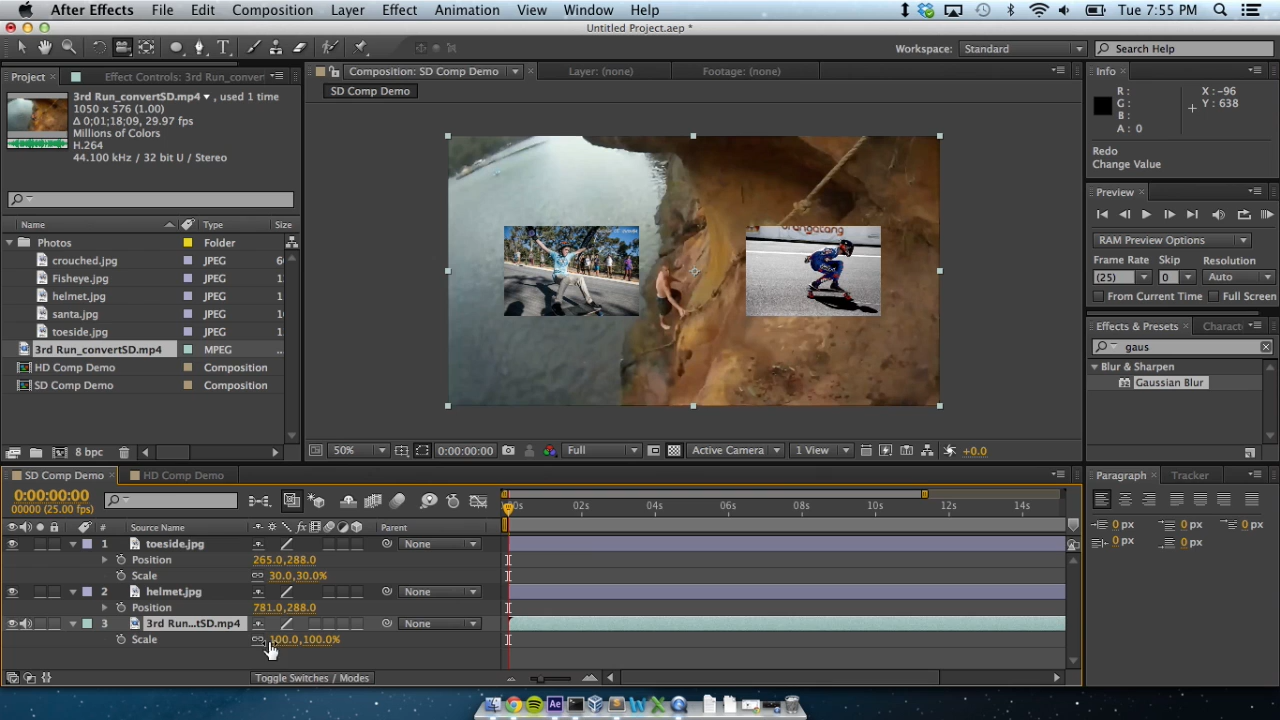 After Effects File Edit Composition Layer Effect Animation View Window Help Tue 7:55 PM
Untitled Project.aep *
Workspace: Standard Search Help
Project Effect Controls: 3rd Run_convert
3rd Run_convertSD.mp4 , used 1 time
1050 x 576 (1.00)
Δ 0;01;18;09, 29.97 fps
Millions of Colors
H.264
44.100 kHz / 32 bit U / Stereo
Name Type Size
Photos Folder
crouched.jpg JPEG 6
Fisheye.jpg JPEG
helmet.jpg JPEG
santa.jpg JPEG 1
toeside.jpg JPEG 1
3rd Run_convertSD.mp4 MPEG ...
HD Comp Demo Composition
SD Comp Demo Composition
8 bpc
Composition: SD Comp Demo Layer: (none) Footage: (none)
SD Comp Demo
orangatang
50% 0:00:00:00 Full Active Camera 1 View +0.0
Info
R :
G :
B :
A : 0
X : -96
Y : 638
Redo
Change Value
Preview
RAM Preview Options
Frame Rate Skip Resolution
(25) 0 Auto
From Current Time Full Screen
Effects & Presets Charact
gaus
Blur & Sharpen
Gaussian Blur
SD Comp Demo HD Comp Demo
0:00:00:00
00000 (25.00 fps)
# Source Name fx Parent
1 toeside.jpg None
Position 265.0,288.0
Scale 30.0,30.0%
2 helmet.jpg None
Position 781.0,288.0
3 3rd Run...tSD.mp4 None
Scale 100.0,100.0%
Toggle Switches / Modes
00s 02s 04s 06s 08s 10s 12s 14s
Paragraph Tracker
0 px 0 px 0 px
0 px 0 px